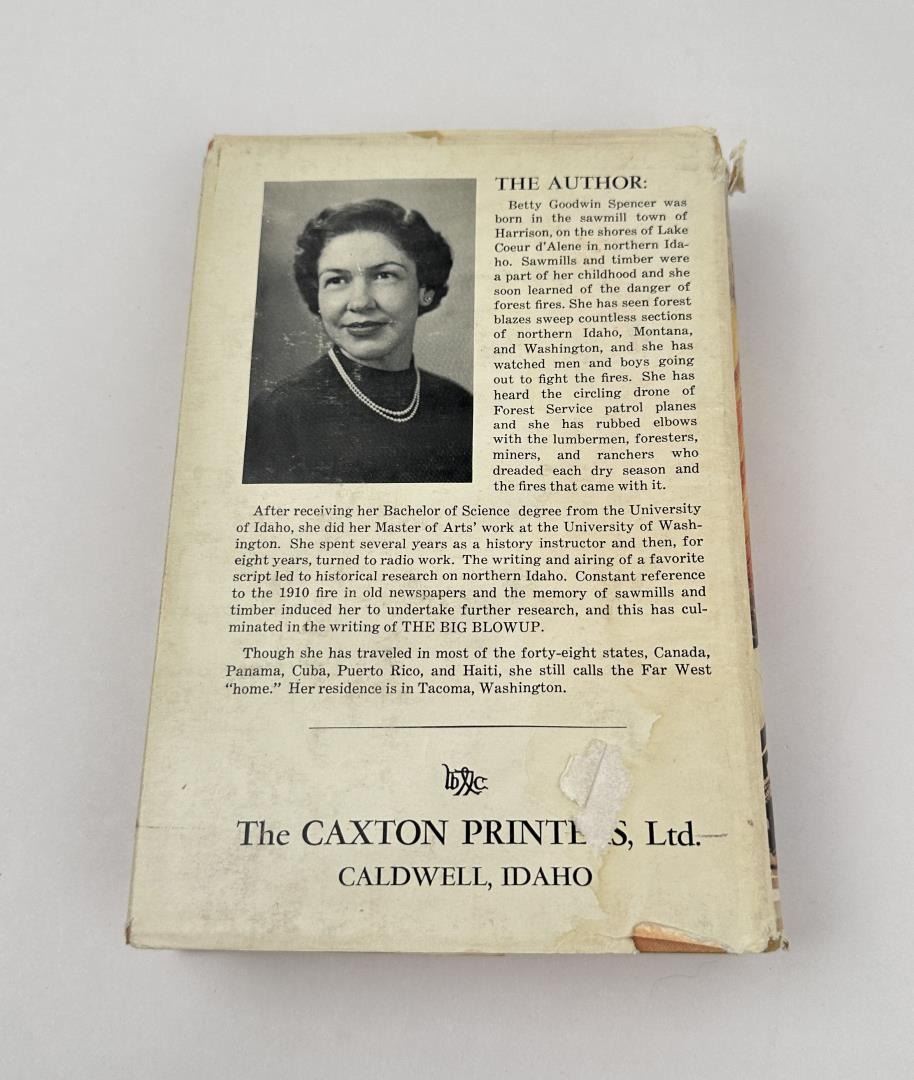 THE AUTHOR:
Betty Goodwin Spencer was
born in the sawmill town of
Harrison, on the shores of Lake
Coeur d'Alene in northern Ida-
ho. Sawmills and timber were
a part of her childhood and she
soon learned of the danger of
forest fires. She has seen forest
blazes sweep countless sections
of northern Idaho, Montana,
and Washington, and she has
watched men and boys going
out to fight the fires. She has
heard the circling drone of
Forest Service patrol planes
and she has rubbed elbows
with the lumbermen, foresters,
miners, and ranchers who
dreaded each dry season and
the fires that came with it.
After receiving her Bachelor of Science degree from the University
of Idaho, she did her Master of Arts' work at the University of Wash-
ington. She spent several years as a history instructor and then, for
eight years, turned to radio work. The writing and airing of a favorite
script led to historical research on northern Idaho. Constant reference
to the 1910 fire in old newspapers and the memory of sawmills and
timber induced her to undertake further research, and this has cul-
minated in the writing of THE BIG BLOWUP.
Though she has traveled in most of the forty-eight states, Canada,
Panama, Cuba, Puerto Rico, and Haiti, she still calls the Far West
"home." Her residence is in Tacoma, Washington.
The CAXTON Ltd.
CALDWELL, IDAHO